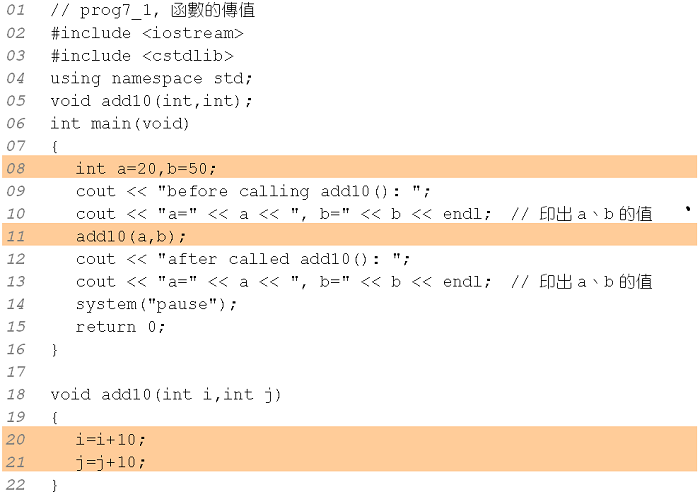 01 // prog7_1, 函數的傳值
02 #include <iostream>
03 #include <cstdlib>
04 using namespace std;
05 void add10(int,int);
06 int main(void)
07 {
08 int a=20,b=50;
09 cout << "before calling add10(): ";
10 cout << "a=" << a << ", b=" << b << endl; // 印出 a、b 的值
11 add10(a,b);
12 cout << "after called add10(): ";
13 cout << "a=" << a << ", b=" << b << endl; // 印出 a、b 的值
14 system("pause");
15 return 0;
16 }
17
18 void add10(int i,int j)
19 {
20 i=i+10;
21 j=j+10;
22 }